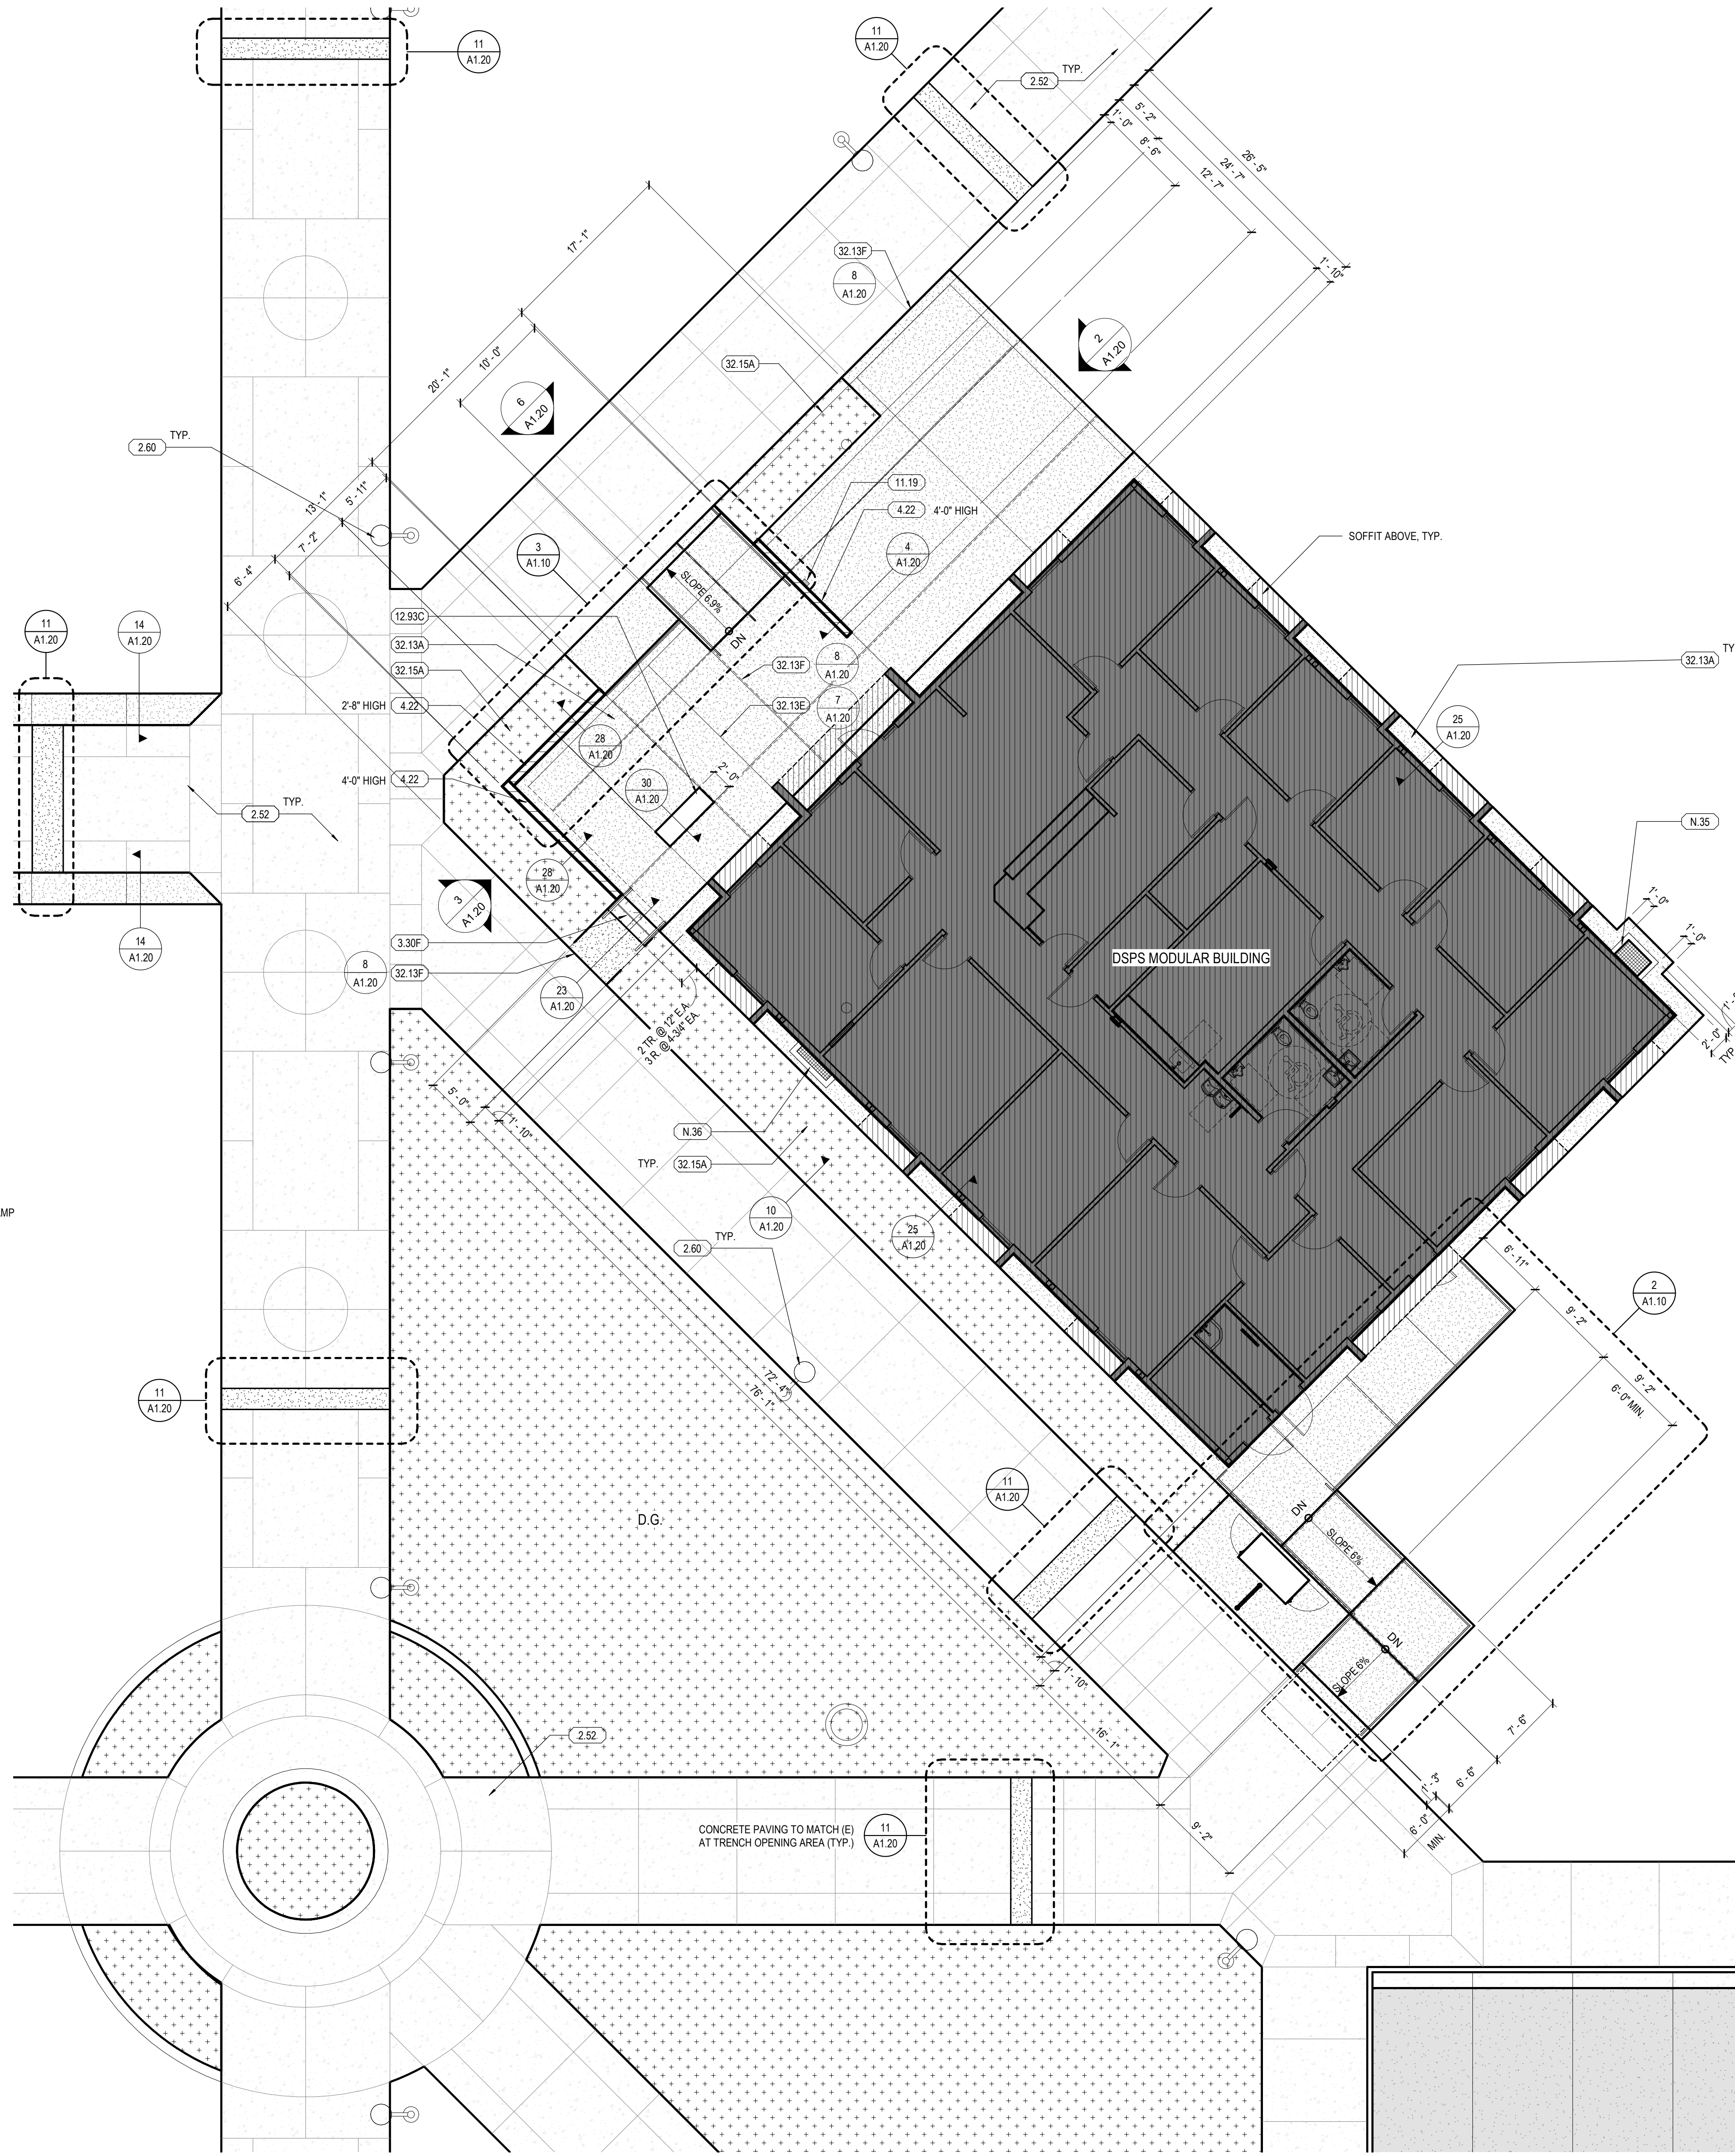 11
A1.20
11
A1.20
2.52
TYP.
5' - 2"
1' - 0"
8' - 6"
26' - 5"
24' - 7"
12' - 7"
1' - 10"
17' - 1"
32.13F
8
A1.20
2
A1.20
32.15A
20' - 1"
10' - 0"
6
A1.20
2.60
TYP.
11.19
4.22
4'-0" HIGH
SOFFIT ABOVE, TYP.
13' - 1"
5' - 11"
7' - 2"
6' - 4"
3
A1.10
4
A1.20
SLOPE 6.9%
DN
12.93C
32.13A
32.15A
2'-8" HIGH
4.22
4'-0" HIGH
4.22
11
A1.20
14
A1.20
32.13F
8
A1.20
32.13E
7
A1.20
28
A1.20
30
A1.20
2' - 0"
32.13A
25
A1.20
2.52
TYP.
N.35
1' - 0"
1' - 0"
28
A1.20
3
A1.20
14
A1.20
3.30F
8
A1.20
32.13F
23
A1.20
DSPS MODULAR BUILDING
2' - 0"
TYP.
2 TR. @ 12" EA.
3 R. @ 4-3/4" EA.
5' - 0"
1' - 10"
N.36
TYP.
32.15A
10
A1.20
25
A1.20
2.60
TYP.
6' - 11"
9' - 2"
2
A1.10
9' - 2"
6'- 0" MIN.
72' - 4"
76' - 1"
11
A1.20
11
A1.20
D.G.
DN
SLOPE 6%
DN
SLOPE 6%
1' - 10"
16' - 1"
7' - 6"
6' - 6"
6' - 0"
MIN.
9' - 2"
2.52
CONCRETE PAVING TO MATCH (E)
AT TRENCH OPENING AREA (TYP.)
11
A1.20